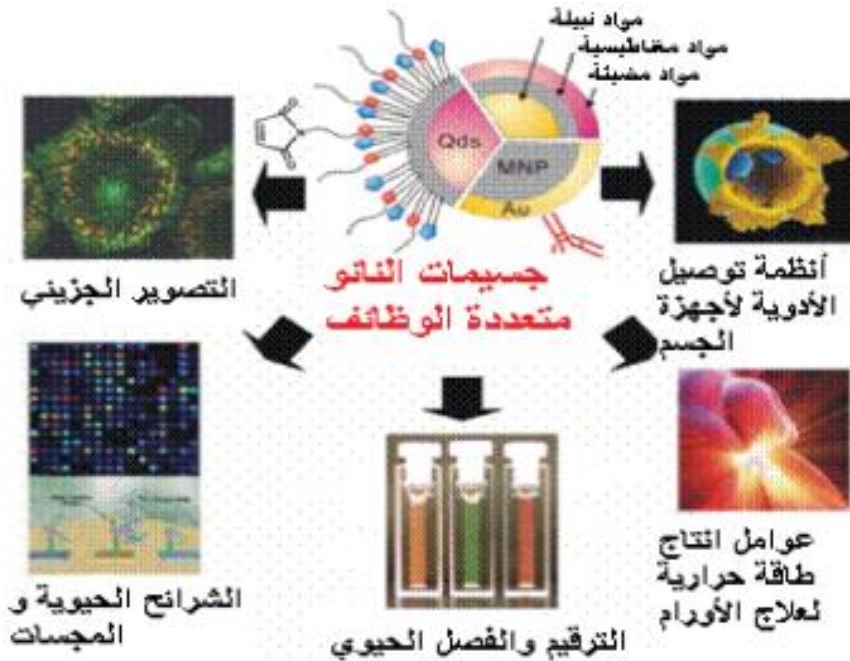 مواد نبيلة
مواد مغناطيسية
مواد مضيئة
Qds
MNP
Au
جسيمات النانو
متعددة الوظائف
التصوير الجزيئي
أنظمة توصيل
الأدوية لأجهزة
الجسم
الشرائح الحيوية و
المجسات
الترقيم والفصل الحيوي
عوامل انتاج
طاقة حرارية
لعلاج الأورام